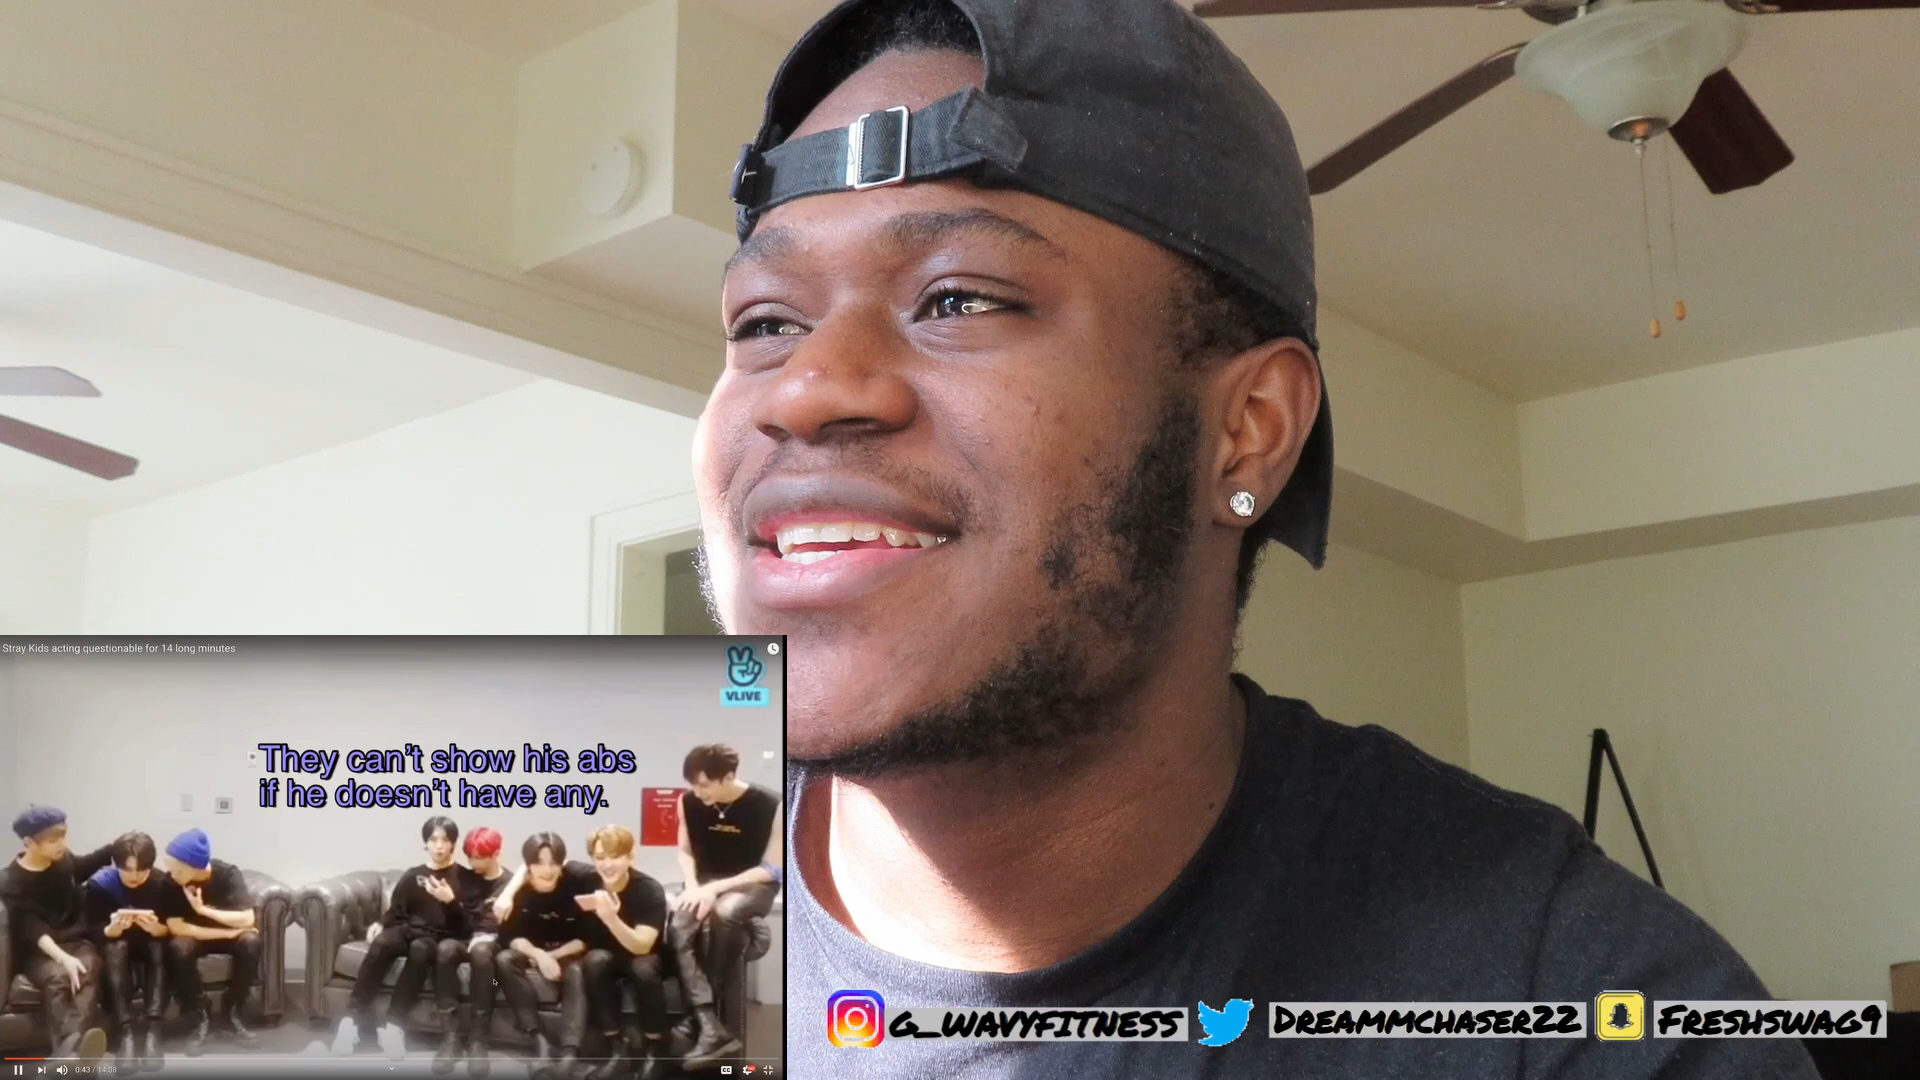 Stray Kids acting questionable for 14 long minutes
VLIVE
They can't show his abs
if he doesn't have any.
0:43 / 14:08
G_WAVYFITNESS
DREAMMCHASER22
FRESHSWAG9